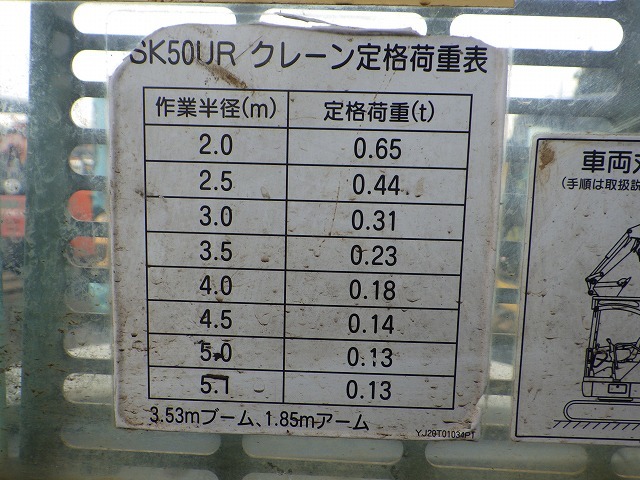 SK50UR クレーン定格荷重表
作業半径(m) 定格荷重(t)
2.0 0.65
2.5 0.44
3.0 0.31
3.5 0.23
4.0 0.18
4.5 0.14
5.0 0.13
5.1 0.13
3.53mブーム、1.85mアーム
YJ20T01034P1
車両
(手順は取扱説